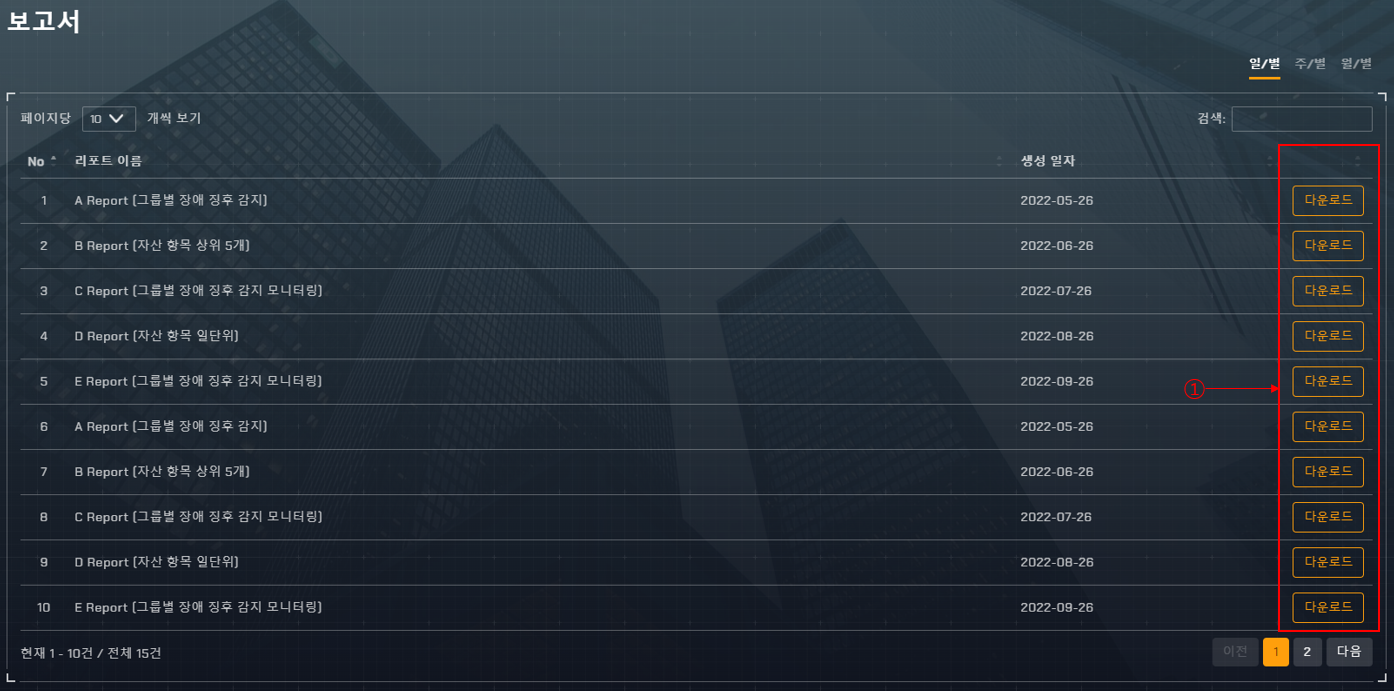 보고서
일/별 주/별 월/별
페이지당 10 개씩 보기 검색:
No 리포트 이름 생성 일자
1 A Report (그룹별 장애 징후 감지) 2022-05-26 다운로드
2 B Report (자산 항목 상위 5개) 2022-06-26 다운로드
3 C Report (그룹별 장애 징후 감지 모니터링) 2022-07-26 다운로드
4 D Report (자산 항목 일단위) 2022-08-26 다운로드
5 E Report (그룹별 장애 징후 감지 모니터링) 2022-09-26 다운로드
①
6 A Report (그룹별 장애 징후 감지) 2022-05-26 다운로드
7 B Report (자산 항목 상위 5개) 2022-06-26 다운로드
8 C Report (그룹별 장애 징후 감지 모니터링) 2022-07-26 다운로드
9 D Report (자산 항목 일단위) 2022-08-26 다운로드
10 E Report (그룹별 장애 징후 감지 모니터링) 2022-09-26 다운로드
현재 1 - 10건 / 전체 15건 이전 1 2 다음